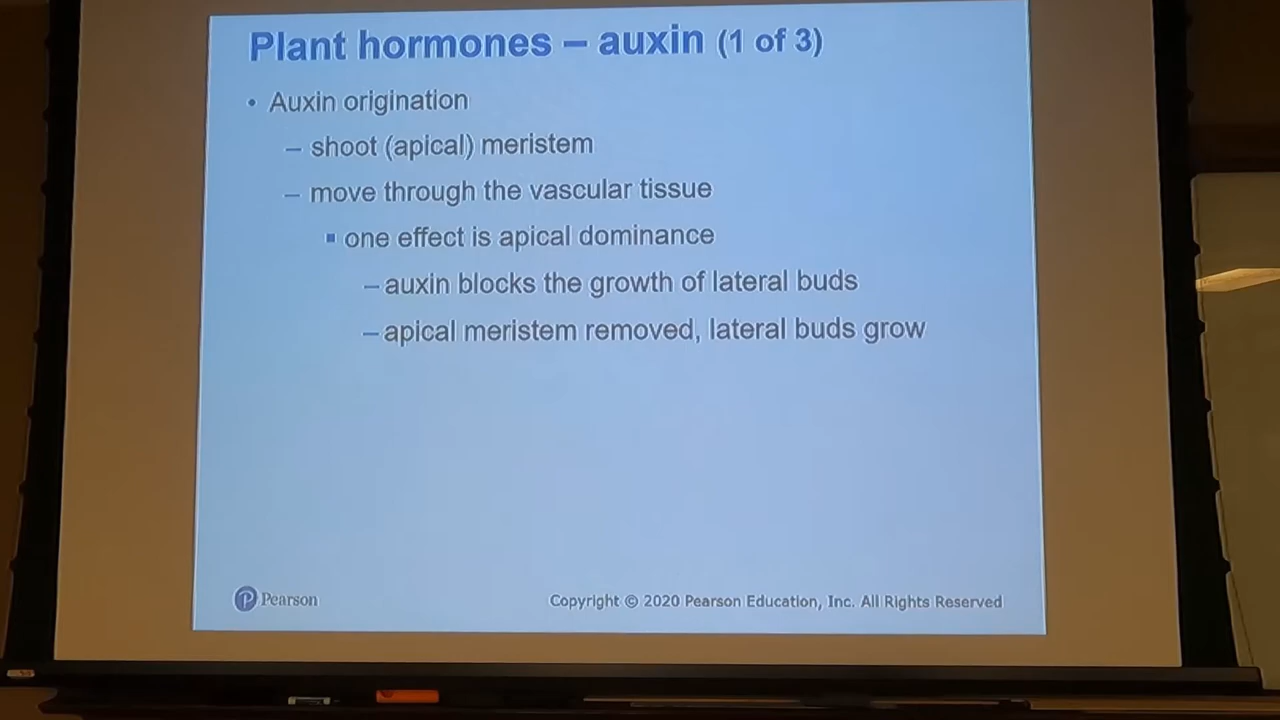 Plant hormones – auxin (1 of 3)
• Auxin origination
– shoot (apical) meristem
– move through the vascular tissue
▪ one effect is apical dominance
– auxin blocks the growth of lateral buds
– apical meristem removed, lateral buds grow
P Pearson
Copyright © 2020 Pearson Education, Inc. All Rights Reserved